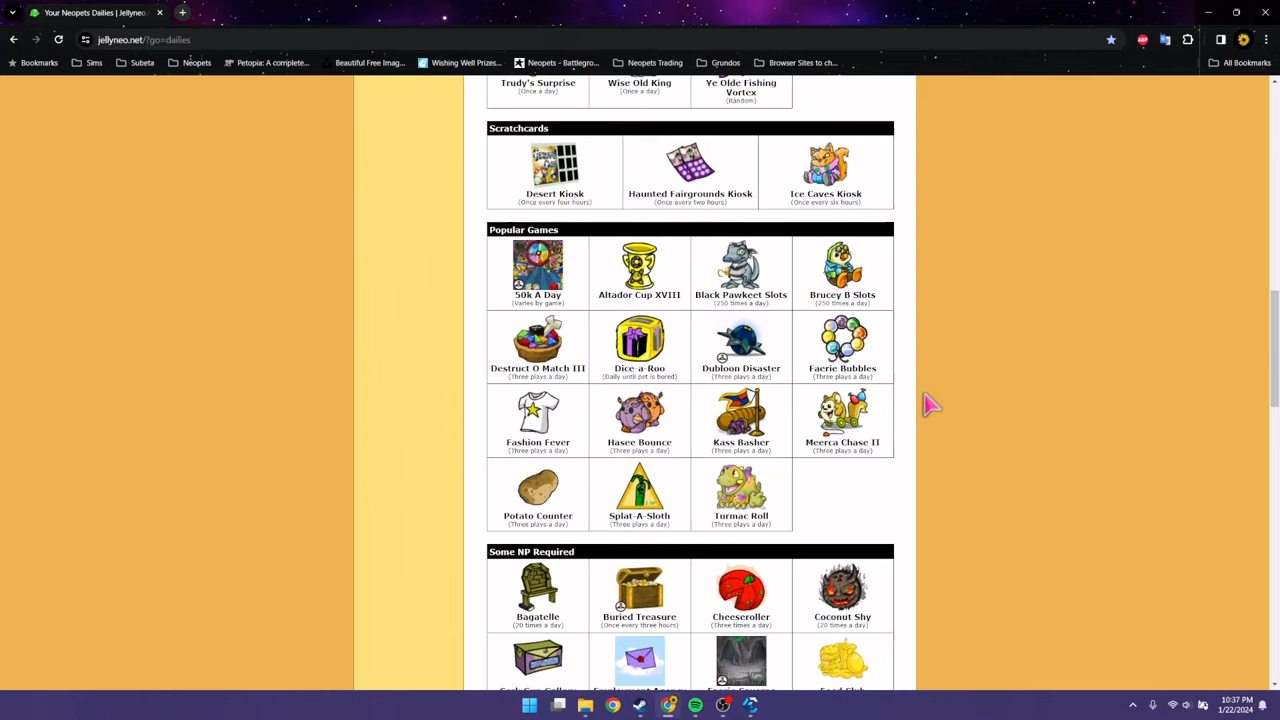 Your Neopets Dailies | Jellyne
jellyneo.net/?go=dailies
Bookmarks Sims Subeta Neopets Petopia: A complete... Beautiful Free Imag... Wishing Well Prizes... Neopets - Battlegro... Neopets Trading Grundos Browser Sites to ch... All Bookmarks
Trudy's Surprise
(Once a day)
Wise Old King
(Once a day)
Ye Olde Fishing
Vortex
(Random)
Scratchcards
Desert Kiosk
(Once every four hours)
Haunted Fairgrounds Kiosk
(Once every two hours)
Ice Caves Kiosk
(Once every six hours)
Popular Games
50k A Day
(Varies by game)
Altador Cup XVIII
Black Pawkeet Slots
(250 times a day)
Brucey B Slots
(250 times a day)
Destruct O Match III
(Three plays a day)
Dice-a-Roo
(Daily until pet is bored)
Dubloon Disaster
(Three plays a day)
Faerie Bubbles
(Three plays a day)
Fashion Fever
(Three plays a day)
Hasee Bounce
(Three plays a day)
Kass Basher
(Three plays a day)
Meerca Chase II
(Three plays a day)
Potato Counter
(Three plays a day)
Splat-A-Sloth
(Three plays a day)
Turmac Roll
(Three plays a day)
Some NP Required
Bagatelle
(20 times a day)
Buried Treasure
(Once every three hours)
Cheeseroller
(Three times a day)
Coconut Shy
(20 times a day)
10:37 PM
1/22/2024